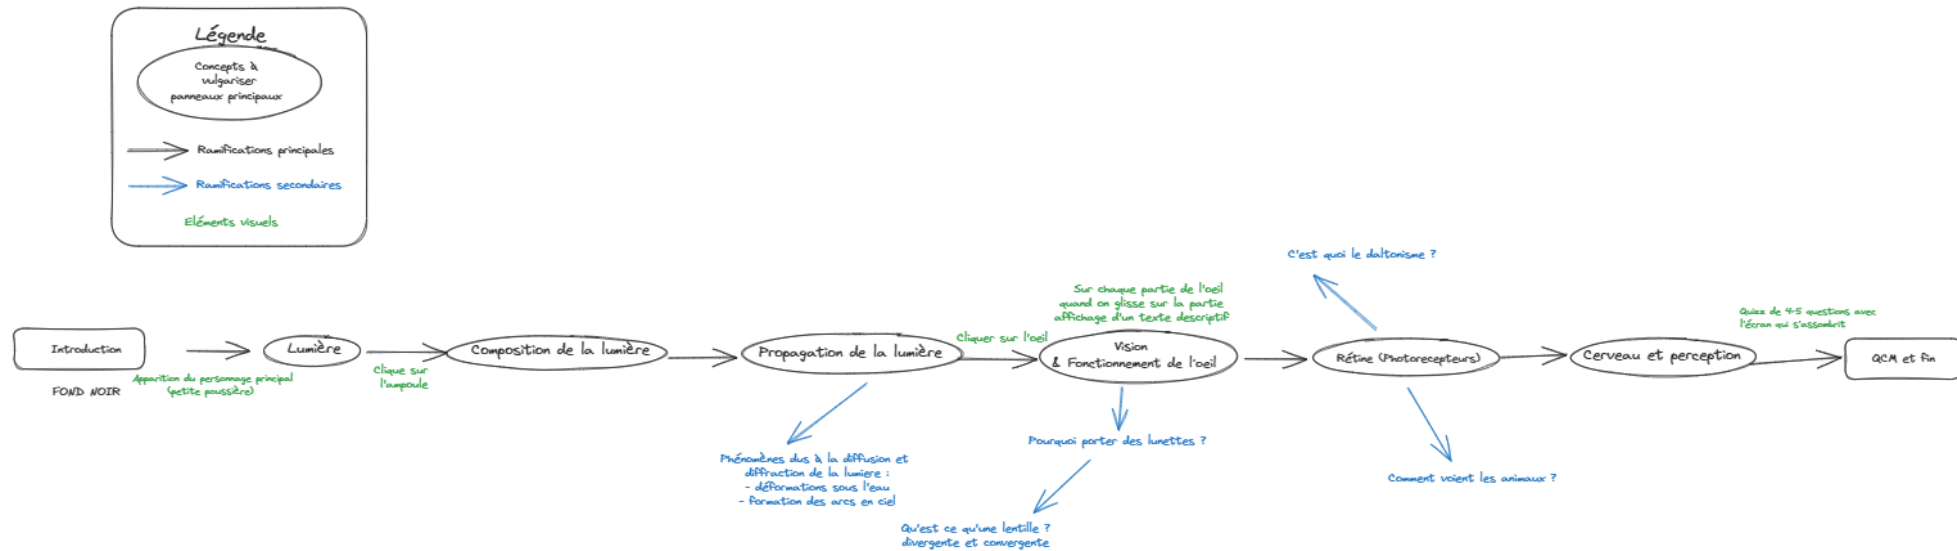 Légende
Concepts à
vulgariser
panneaux principaux
Ramifications principales
Ramifications secondaires
Eléments visuels
Introduction
FOND NOIR
Apparition du personnage principal
(petite poussière)
Lumière
Clique sur
l'ampoule
Composition de la lumière
Propagation de la lumière
Phénomènes dus à la diffusion et
diffraction de la lumiere :
- déformations sous l'eau
- formation des arcs en ciel
Cliquer sur l'oeil
Sur chaque partie de l'oeil
quand on glisse sur la partie
affichage d'un texte descriptif
Vision
& Fonctionnement de l'oeil
Pourquoi porter des lunettes ?
Qu'est ce qu'une lentille ?
divergente et convergente
C'est quoi le daltonisme ?
Rétine (Photorecepteurs)
Comment voient les animaux ?
Cerveau et perception
Quizz de 4-5 questions avec
l'écran qui s'assombrit
QCM et fin